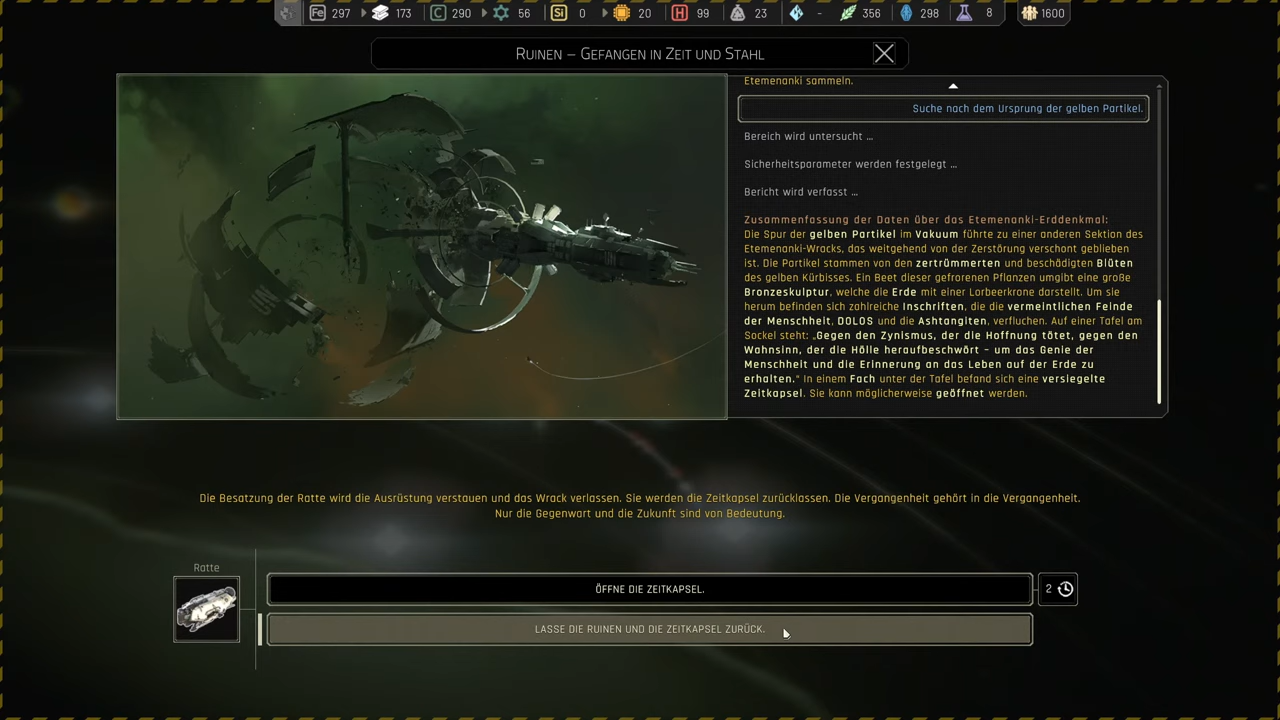 Fe 297 173 C 290 56 Si 0 20 H 99 23 - 356 298 8 1600
Ruinen – Gefangen in Zeit und Stahl
Etemenanki sammeln.
Suche nach dem Ursprung der gelben Partikel.
Bereich wird untersucht ...
Sicherheitsparameter werden festgelegt ...
Bericht wird verfasst ...
Zusammenfassung der Daten über das Etemenanki-Erddenkmal:
Die Spur der gelben Partikel im Vakuum führte zu einer anderen Sektion des
Etemenanki-Wracks, das weitgehend von der Zerstörung verschont geblieben
ist. Die Partikel stammen von den zertrümmerten und beschädigten Blüten
des gelben Kürbisses. Ein Beet dieser gefrorenen Pflanzen umgibt eine große
Bronzeskulptur, welche die Erde mit einer Lorbeerkrone darstellt. Um sie
herum befinden sich zahlreiche Inschriften, die die vermeintlichen Feinde
der Menschheit, DOLOS und die Ashtangiten, verfluchen. Auf einer Tafel am
Sockel steht: „Gegen den Zynismus, der die Hoffnung tötet, gegen den
Wahnsinn, der die Hölle heraufbeschwört – um das Genie der
Menschheit und die Erinnerung an das Leben auf der Erde zu
erhalten.“ In einem Fach unter der Tafel befand sich eine versiegelte
Zeitkapsel. Sie kann möglicherweise geöffnet werden.
Die Besatzung der Ratte wird die Ausrüstung verstauen und das Wrack verlassen. Sie werden die Zeitkapsel zurücklassen. Die Vergangenheit gehört in die Vergangenheit.
Nur die Gegenwart und die Zukunft sind von Bedeutung.
Ratte
ÖFFNE DIE ZEITKAPSEL.
2
LASSE DIE RUINEN UND DIE ZEITKAPSEL ZURÜCK.